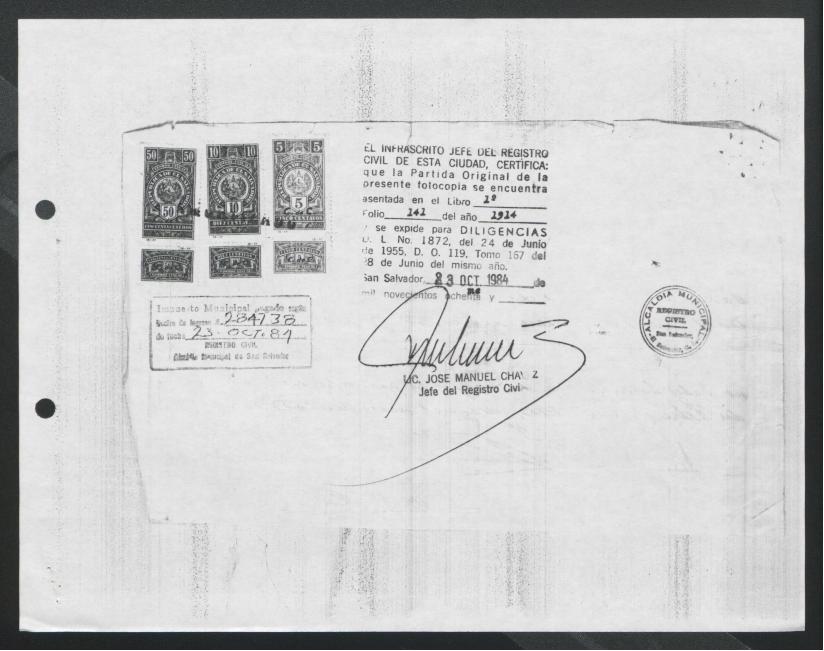 50 50
50
CINCUENTA CENTAVOS
10 10
10
DIEZ CENTAVOS
5 5
5
CINCO CENTAVOS
EL INFRASCRITO JEFE DEL REGISTRO
CIVIL DE ESTA CIUDAD, CERTIFICA:
que la Partida Original de la
presente fotocopia se encuentra
asentada en el Libro 1º
Folio 141 del año 1914
y se expide para DILIGENCIAS
D. L. No. 1872, del 24 de Junio
de 1955, D. O. 119, Tomo 167 del
28 de Junio del mismo año.
San Salvador, 23 OCT. 1984 de
mil novecientos ochenta y
LIC. JOSE MANUEL CHAVEZ
Jefe del Registro Civil
Impuesto Municipal pagado según
Recibo de Ingreso # 284738
de fecha 23 OCT. 84
REGISTRO CIVIL
Alcaldía Municipal de San Salvador
ALCALDIA MUNICIPAL
REGISTRO
CIVIL
San Salvador,